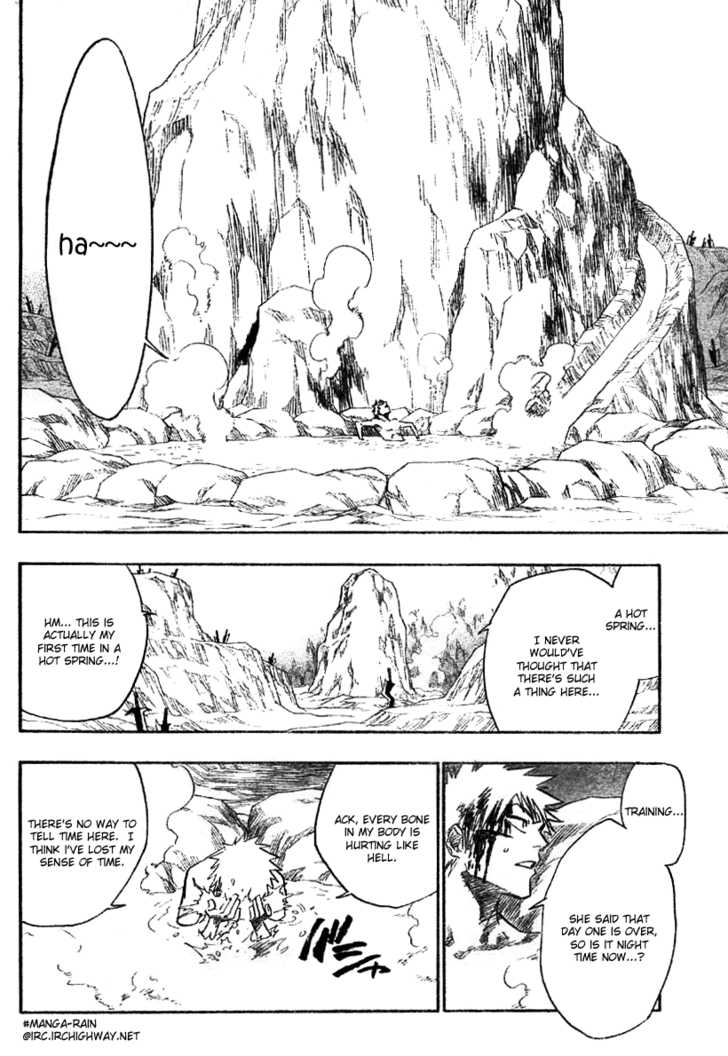 ha~~~
A HOT
SPRING...
I NEVER
WOULD'VE
THOUGHT THAT
THERE'S SUCH
A THING HERE...
HM... THIS IS
ACTUALLY MY
FIRST TIME IN
A HOT SPRING...!
TRAINING...
SHE SAID THAT
DAY ONE IS OVER,
SO IS IT NIGHT
TIME NOW...?
ACK, EVERY BONE
IN MY BODY IS
HURTING LIKE
HELL.
THERE'S NO WAY TO
TELL TIME HERE. I
THINK I'VE LOST MY
SENSE OF TIME.
#MANGA-RAIN
@IRC.IRCHIGHWAY.NET